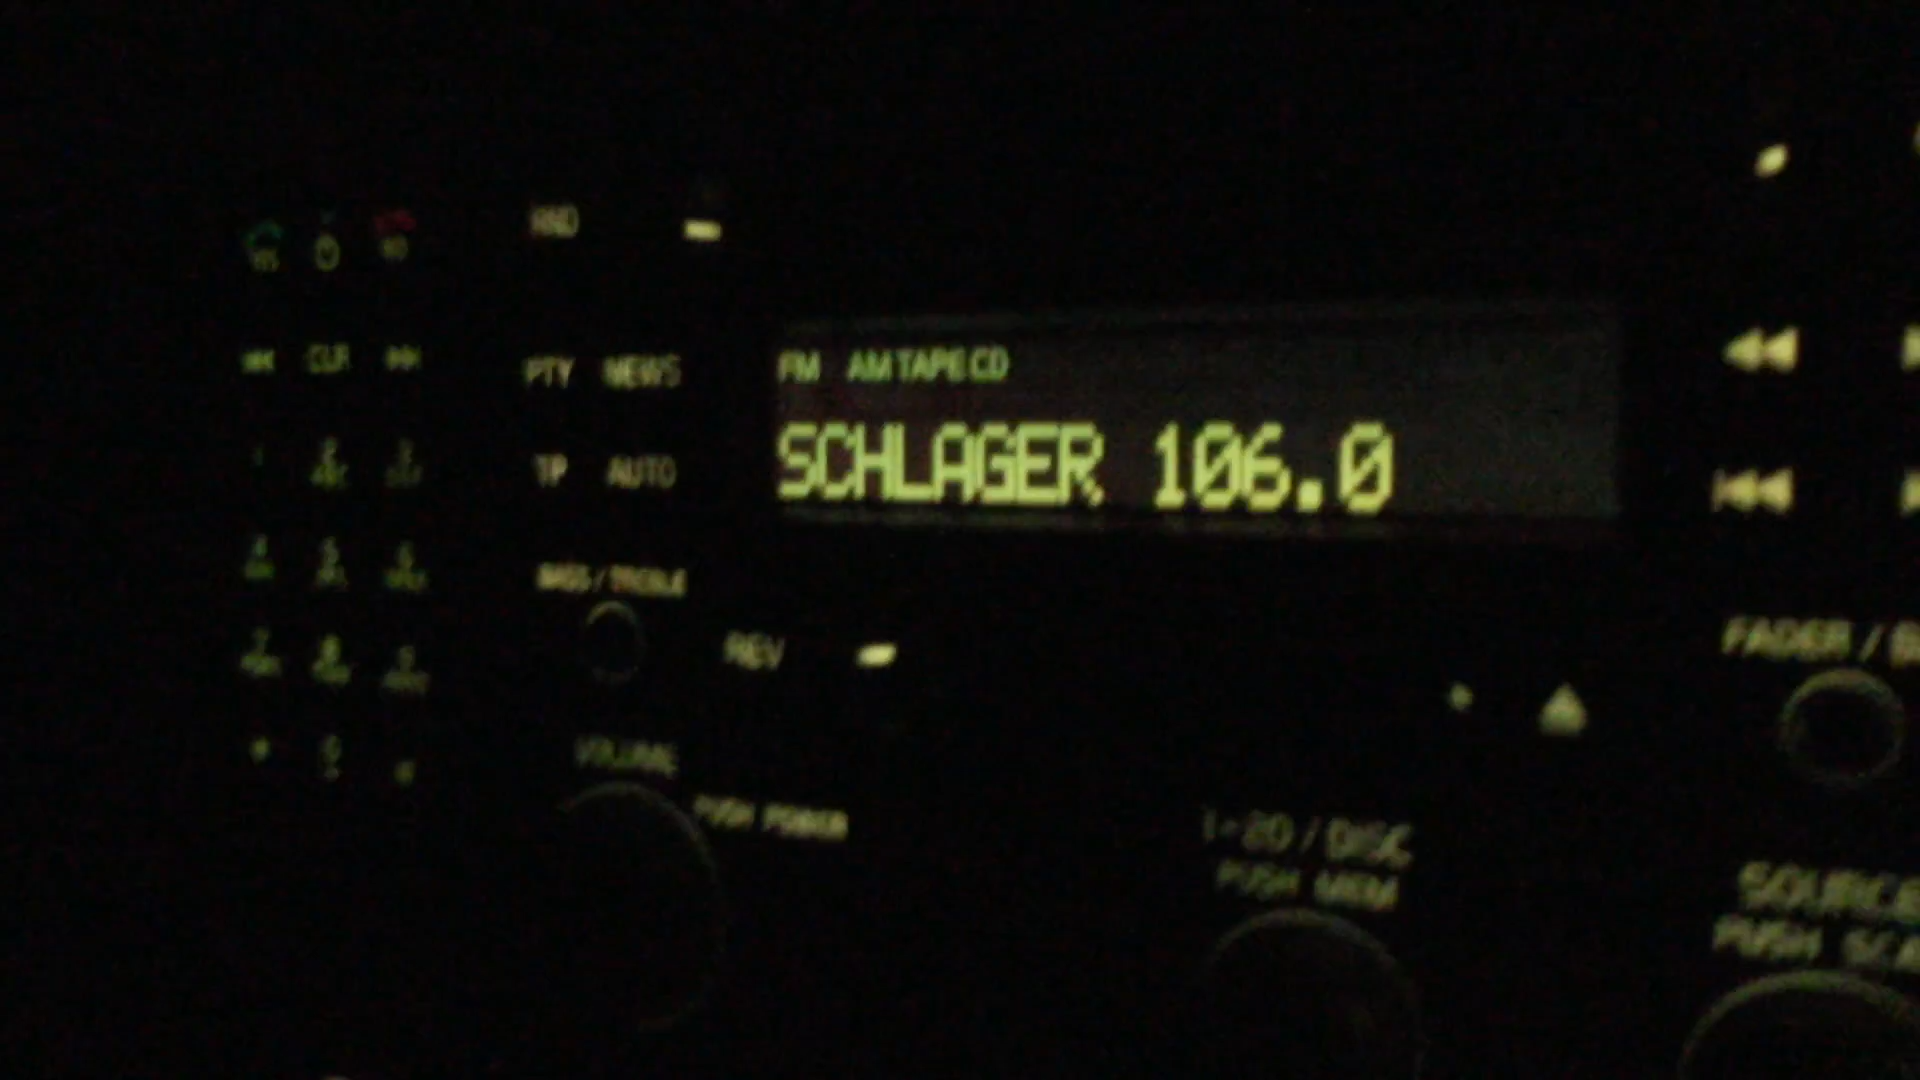 RND
CLR
PTY NEWS
TP AUTO
FM AM TAPE CD
SCHLAGER 106.0
BASS / TREBLE
REV
VOLUME
PUSH POWER
1-20 / DISC
PUSH MEM
FADER /
SOURCE
PUSH